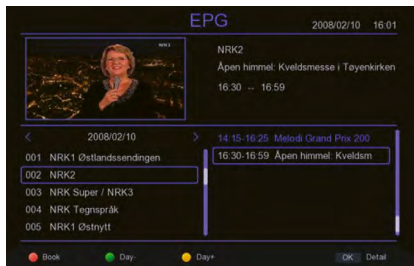 EPG
2008/02/10 16:01
NRK2
NRK2
Åpen himmel: Kveldsmesse i Tøyenkirken
16:30 -- 16:59
< 2008/02/10 >
14:15-16:25 Melodi Grand Prix 200
001 NRK1 Østlandssendingen
16:30-16:59 Åpen himmel: Kveldsm
002 NRK2
003 NRK Super / NRK3
004 NRK Tegnspråk
005 NRK1 Østnytt
Book Day- Day+ OK Detail